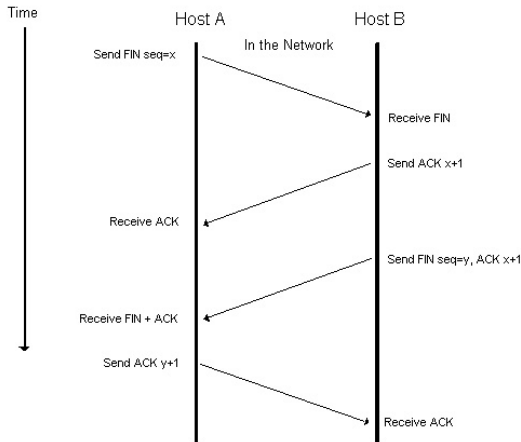 Time
Host A
Host B
In the Network
Send FIN seq=x
Receive FIN
Send ACK x+1
Receive ACK
Send FIN seq=y, ACK x+1
Receive FIN + ACK
Send ACK y+1
Receive ACK